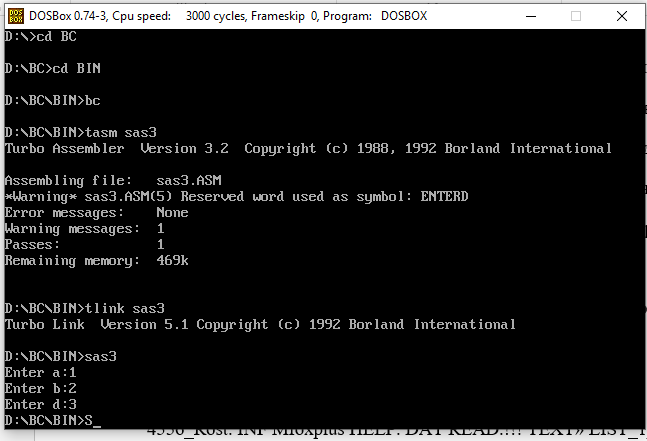 DOSBox 0.74-3, Cpu speed: 3000 cycles, Frameskip 0, Program: DOSBOX
D:\>cd BC
D:\BC>cd BIN
D:\BC\BIN>bc
D:\BC\BIN>tasm sas3
Turbo Assembler Version 3.2 Copyright (c) 1988, 1992 Borland International
Assembling file: sas3.ASM
*Warning* sas3.ASM(5) Reserved word used as symbol: ENTERD
Error messages: None
Warning messages: 1
Passes: 1
Remaining memory: 469k
D:\BC\BIN>tlink sas3
Turbo Link Version 5.1 Copyright (c) 1992 Borland International
D:\BC\BIN>sas3
Enter a:1
Enter b:2
Enter d:3
D:\BC\BIN>S_